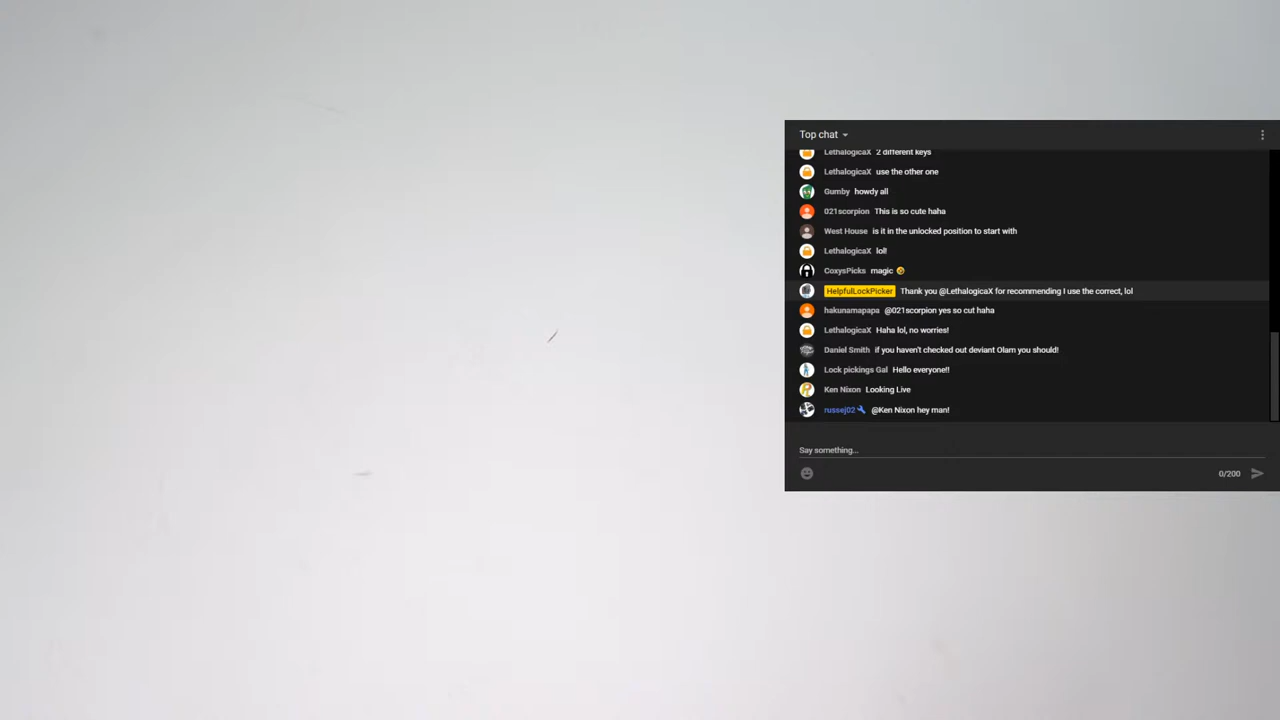 Top chat
LethalogicaX 2 different keys
LethalogicaX use the other one
Gumby howdy all
021scorpion This is so cute haha
West House is it in the unlocked position to start with
LethalogicaX lol!
CoxysPicks magic 🤣
HelpfulLockPicker Thank you @LethalogicaX for recommending I use the correct, lol
hakunamapapa @021scorpion yes so cut haha
LethalogicaX Haha lol, no worries!
Daniel Smith if you haven't checked out deviant Olam you should!
Lock pickings Gal Hello everyone!!
Ken Nixon Looking Live
russej02 @Ken Nixon hey man!
Say something...
0/200